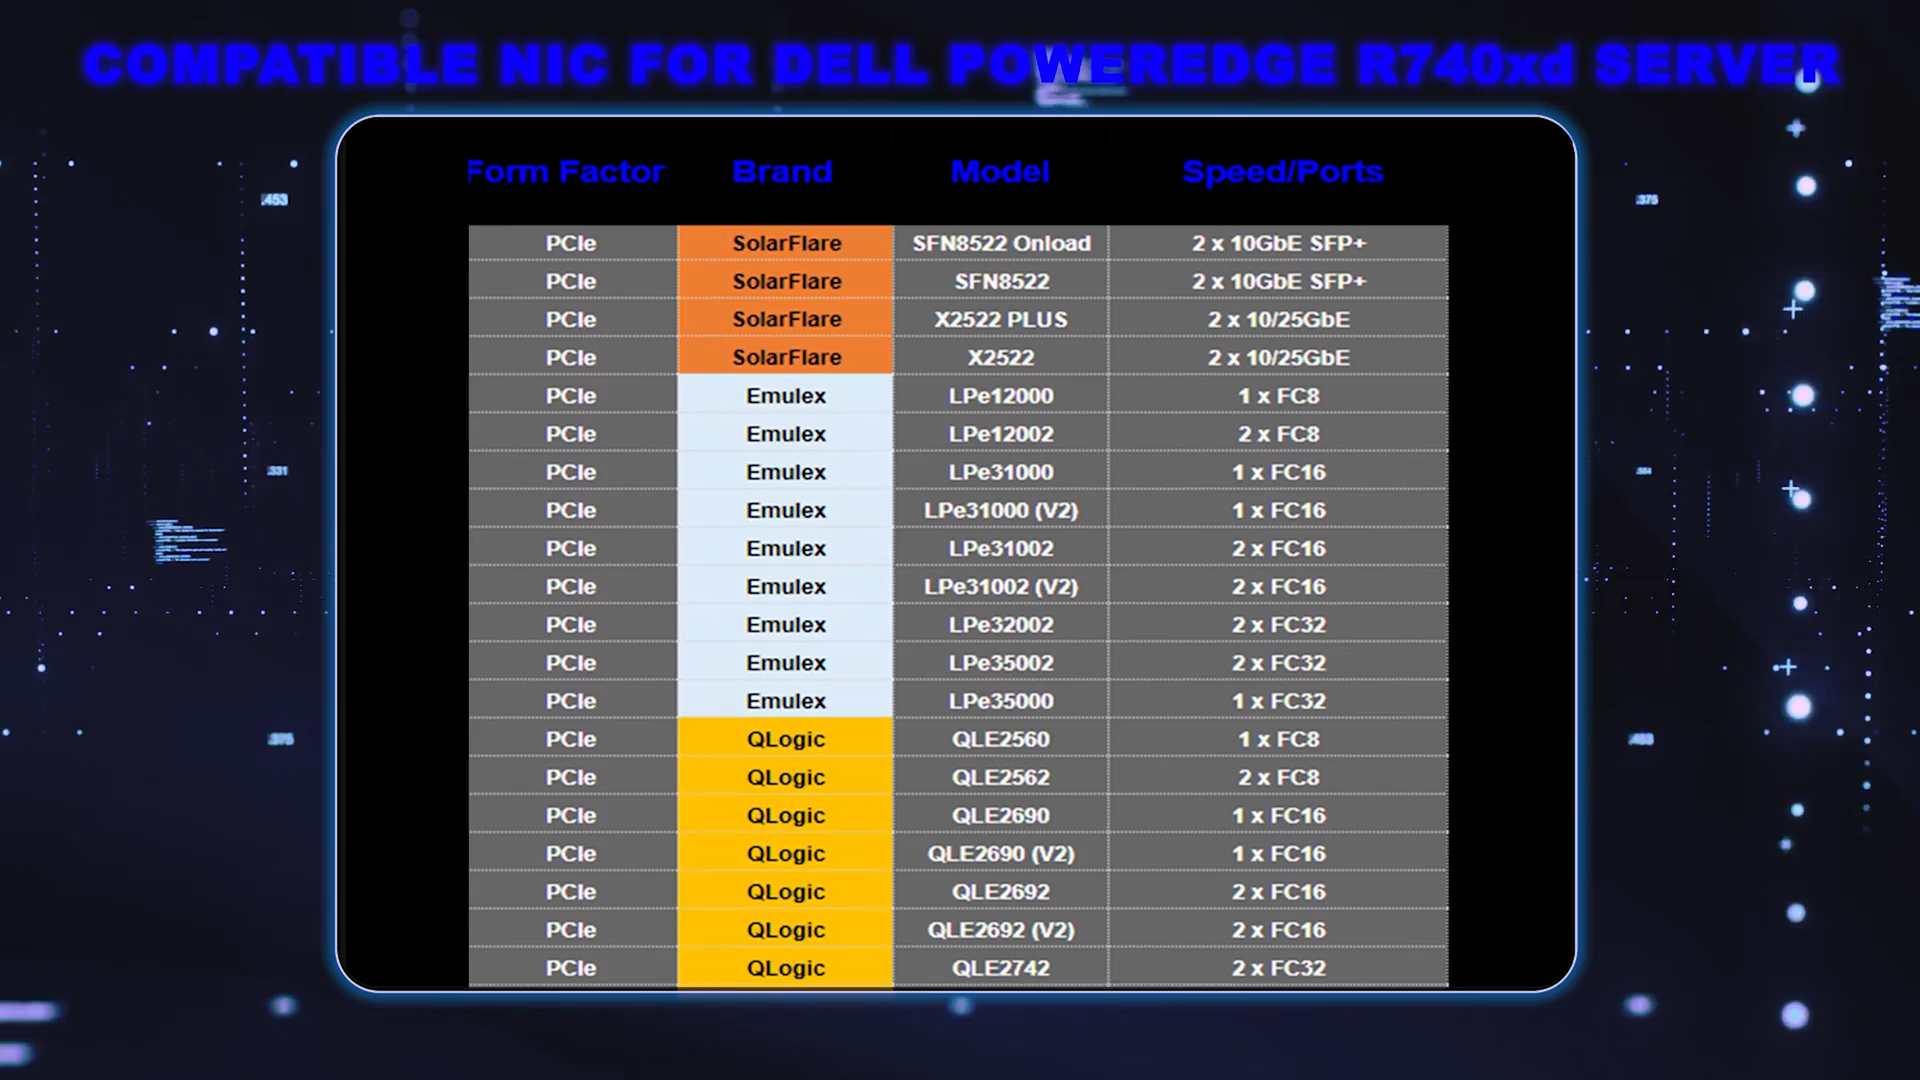 COMPATIBLE NIC FOR DELL POWEREDGE R740xd SERVER
Form Factor Brand Model Speed/Ports
PCIe SolarFlare SFN8522 Onload 2 x 10GbE SFP+
PCIe SolarFlare SFN8522 2 x 10GbE SFP+
PCIe SolarFlare X2522 PLUS 2 x 10/25GbE
PCIe SolarFlare X2522 2 x 10/25GbE
PCIe Emulex LPe12000 1 x FC8
PCIe Emulex LPe12002 2 x FC8
PCIe Emulex LPe31000 1 x FC16
PCIe Emulex LPe31000 (V2) 1 x FC16
PCIe Emulex LPe31002 2 x FC16
PCIe Emulex LPe31002 (V2) 2 x FC16
PCIe Emulex LPe32002 2 x FC32
PCIe Emulex LPe35002 2 x FC32
PCIe Emulex LPe35000 1 x FC32
PCIe QLogic QLE2560 1 x FC8
PCIe QLogic QLE2562 2 x FC8
PCIe QLogic QLE2690 1 x FC16
PCIe QLogic QLE2690 (V2) 1 x FC16
PCIe QLogic QLE2692 2 x FC16
PCIe QLogic QLE2692 (V2) 2 x FC16
PCIe QLogic QLE2742 2 x FC32
.453
.331
.375
.375